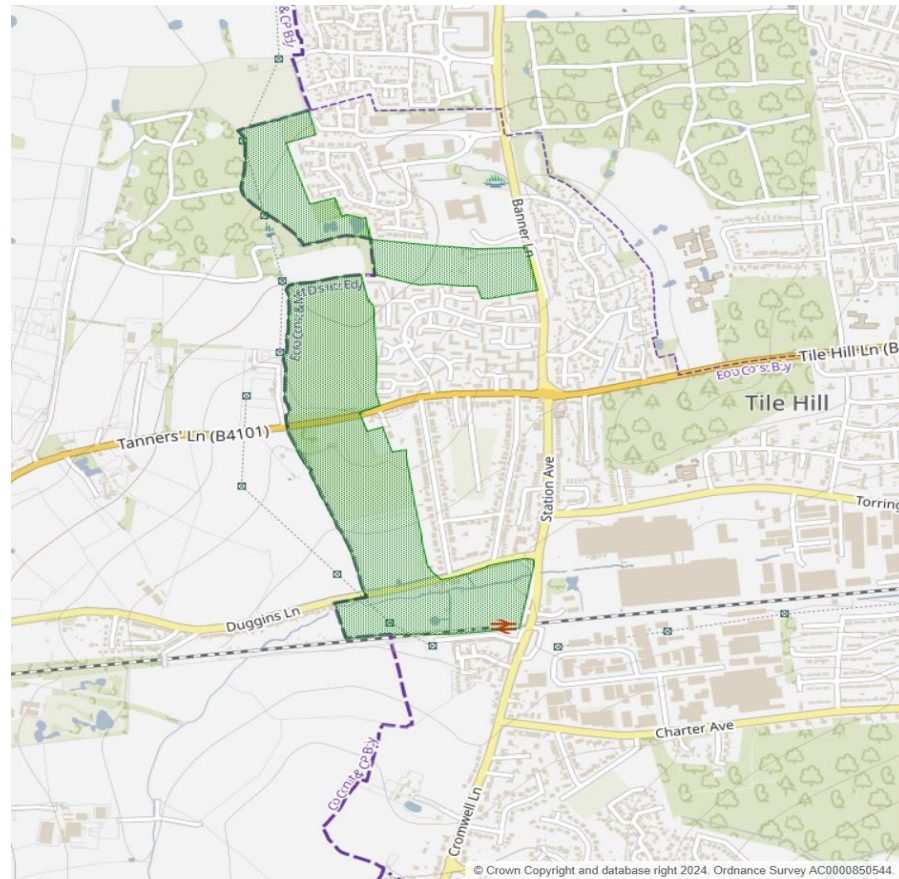 Banner Ln
Tile Hill Ln (B
Tile Hill
Tanners' Ln (B4101)
Station Ave
Torring
Duggins Ln
Charter Ave
Cromwell Ln
© Crown Copyright and database right 2024. Ordnance Survey AC0000850544.